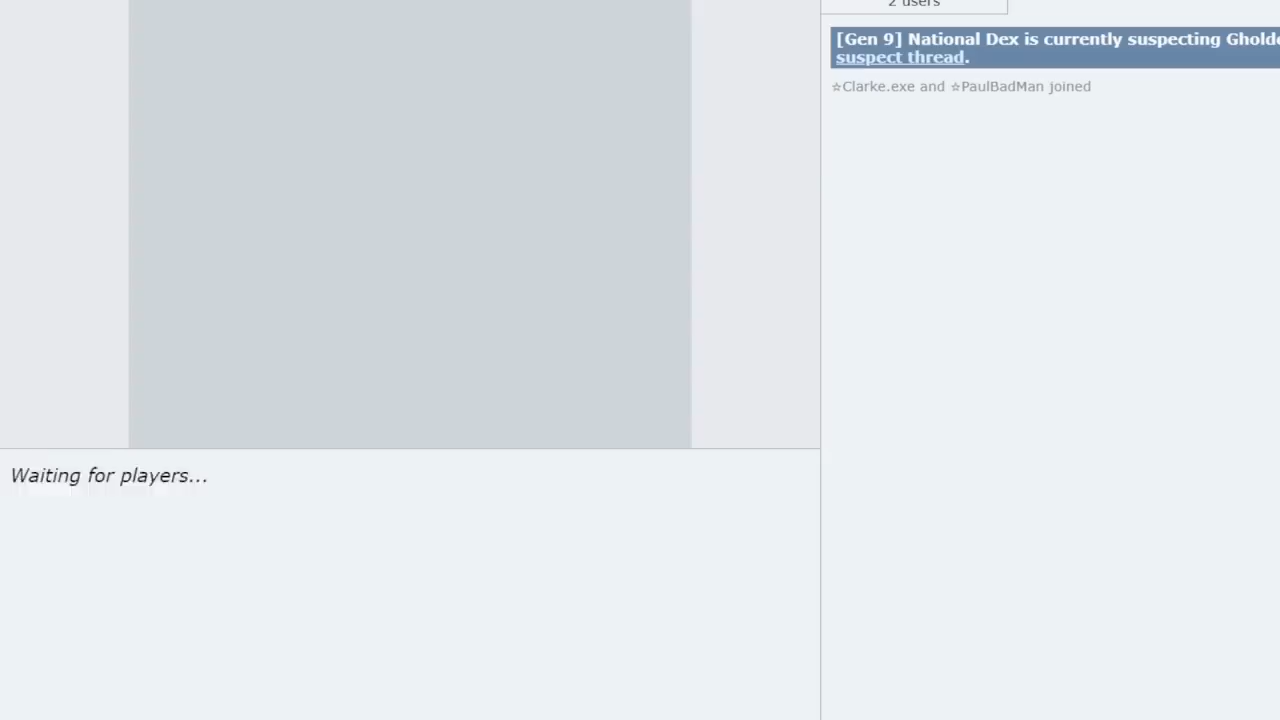 2 users
[Gen 9] National Dex is currently suspecting
suspect thread.
☆Clarke.exe and ☆PaulBadMan joined
Waiting for players...